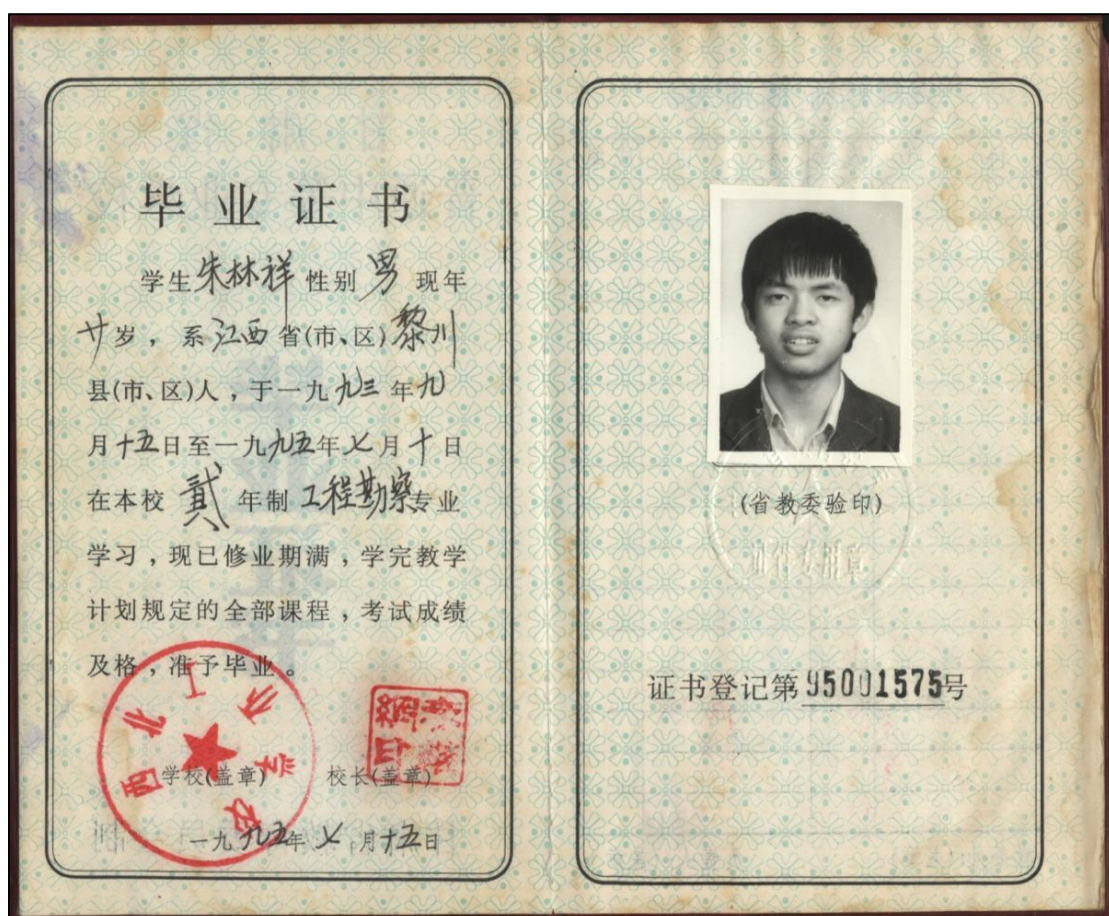 毕业证书
学生朱林祥性别男现年
廿岁，系江西省(市、区)黎川
县(市、区)人，于一九九三年九
月十五日至一九九五年七月十日
在本校贰年制工程勘察专业
学习，现已修业期满，学完教学
计划规定的全部课程，考试成绩
及格，准予毕业。
学校(盖章) 校长(盖章)
一九九五年七月十五日
(省教委验印)
证书登记第95001575号